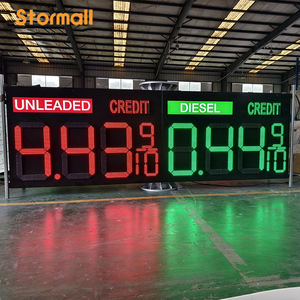 Stormall
UNLEADED CREDIT DIESEL CREDIT
4.43 9/10 0.44 9/10